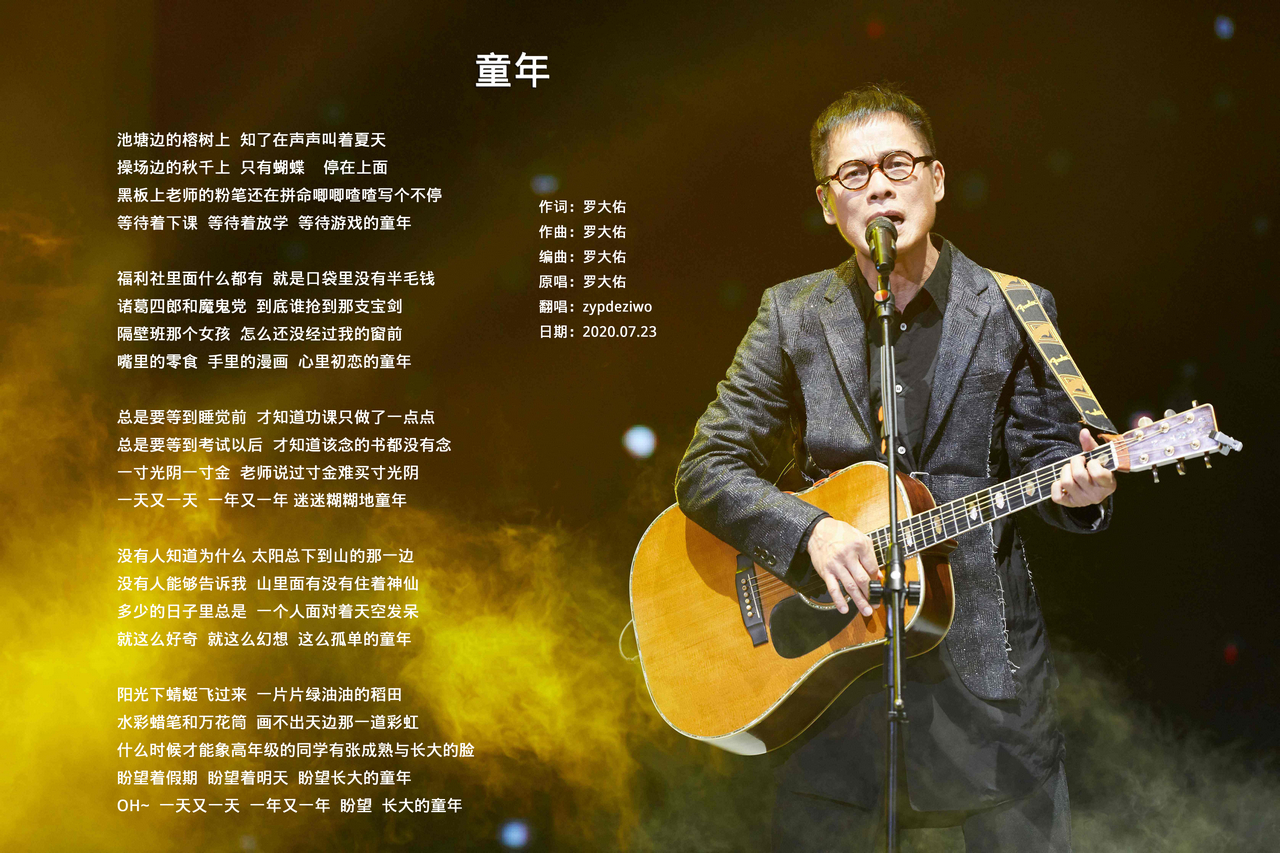 童年
池塘边的榕树上 知了在声声叫着夏天
操场边的秋千上 只有蝴蝶 停在上面
黑板上老师的粉笔还在拼命唧唧喳喳写个不停
等待着下课 等待着放学 等待游戏的童年
福利社里面什么都有 就是口袋里没有半毛钱
诸葛四郎和魔鬼党 到底谁抢到那支宝剑
隔壁班那个女孩 怎么还没经过我的窗前
嘴里的零食 手里的漫画 心里初恋的童年
总是要等到睡觉前 才知道功课只做了一点点
总是要等到考试以后 才知道该念的书都没有念
一寸光阴一寸金 老师说过寸金难买寸光阴
一天又一天 一年又一年 迷迷糊糊地童年
没有人知道为什么 太阳总下到山的那一边
没有人能够告诉我 山里面有没有住着神仙
多少的日子里总是 一个人面对着天空发呆
就这么好奇 就这么幻想 这么孤单的童年
阳光下蜻蜓飞过来 一片片绿油油的稻田
水彩蜡笔和万花筒 画不出天边那一道彩虹
什么时候才能象高年级的同学有张成熟与长大的脸
盼望着假期 盼望着明天 盼望长大的童年
OH~ 一天又一天 一年又一年 盼望 长大的童年
作词：罗大佑
作曲：罗大佑
编曲：罗大佑
原唱：罗大佑
翻唱：zypdeziwo
日期：2020.07.23